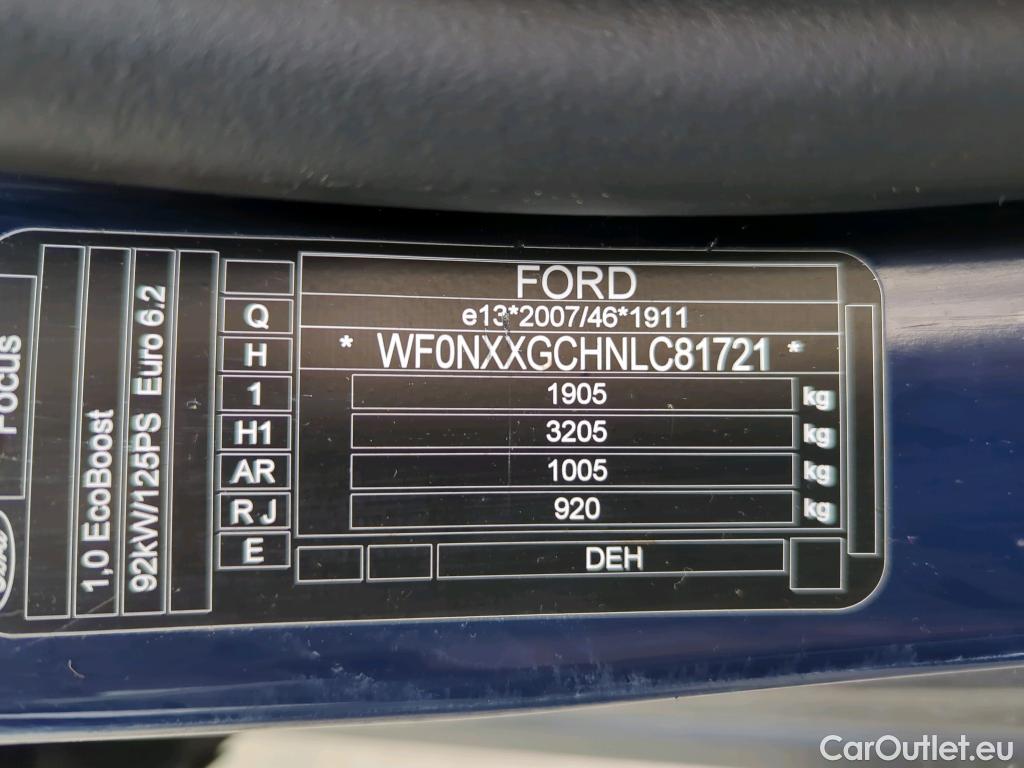 FORD
Q e13*2007/46*1911
H * WF0NXXGCHNLC81721 *
1 1905 kg
H1 3205 kg
AR 1005 kg
RJ 920 kg
E DEH
Focus
1,0 EcoBoost
92kW/125PS Euro 6.2
Ford
CarOutlet.eu